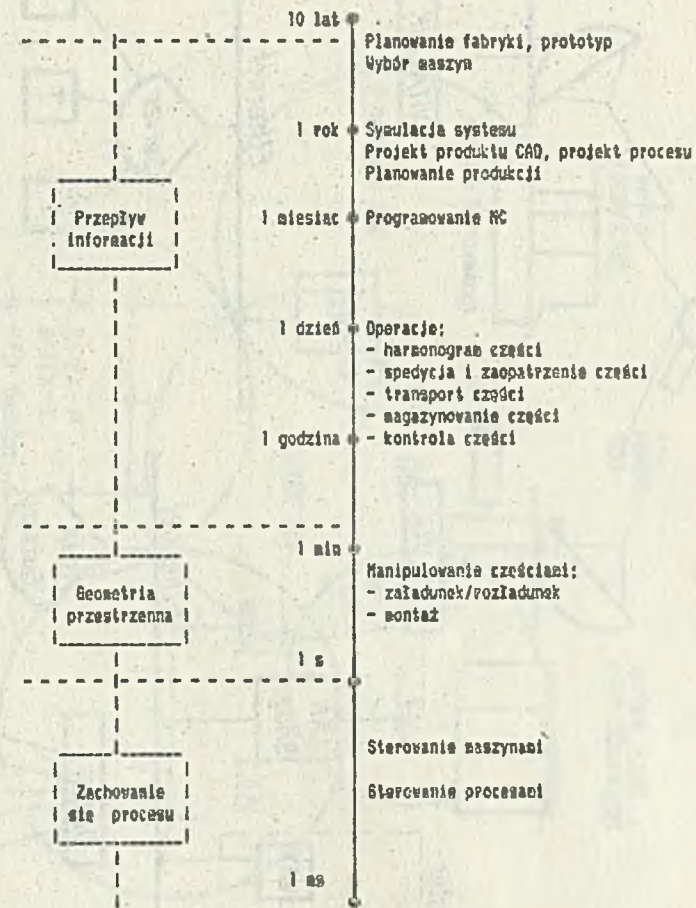 10 lat
Planowanie fabryki, prototyp
Wybór maszyn
1 rok
Symulacja systemu
Projekt produktu CAD, projekt procesu
Planowanie produkcji
Przepływ
informacji
1 miesiac
Programowanie NC
1 dzień
Operacje:
- harmonogram części
- spedycja i zaopatrzenie części
- transport części
- magazynowanie części
1 godzina
- kontrola części
1 min
Geometria
przestrzenna
Manipulowanie częściami:
- załadunek/rozładunek
- montaż
1 s
Sterowanie maszynami
Zachowanie
się procesu
Sterowanie procesami
1 ms